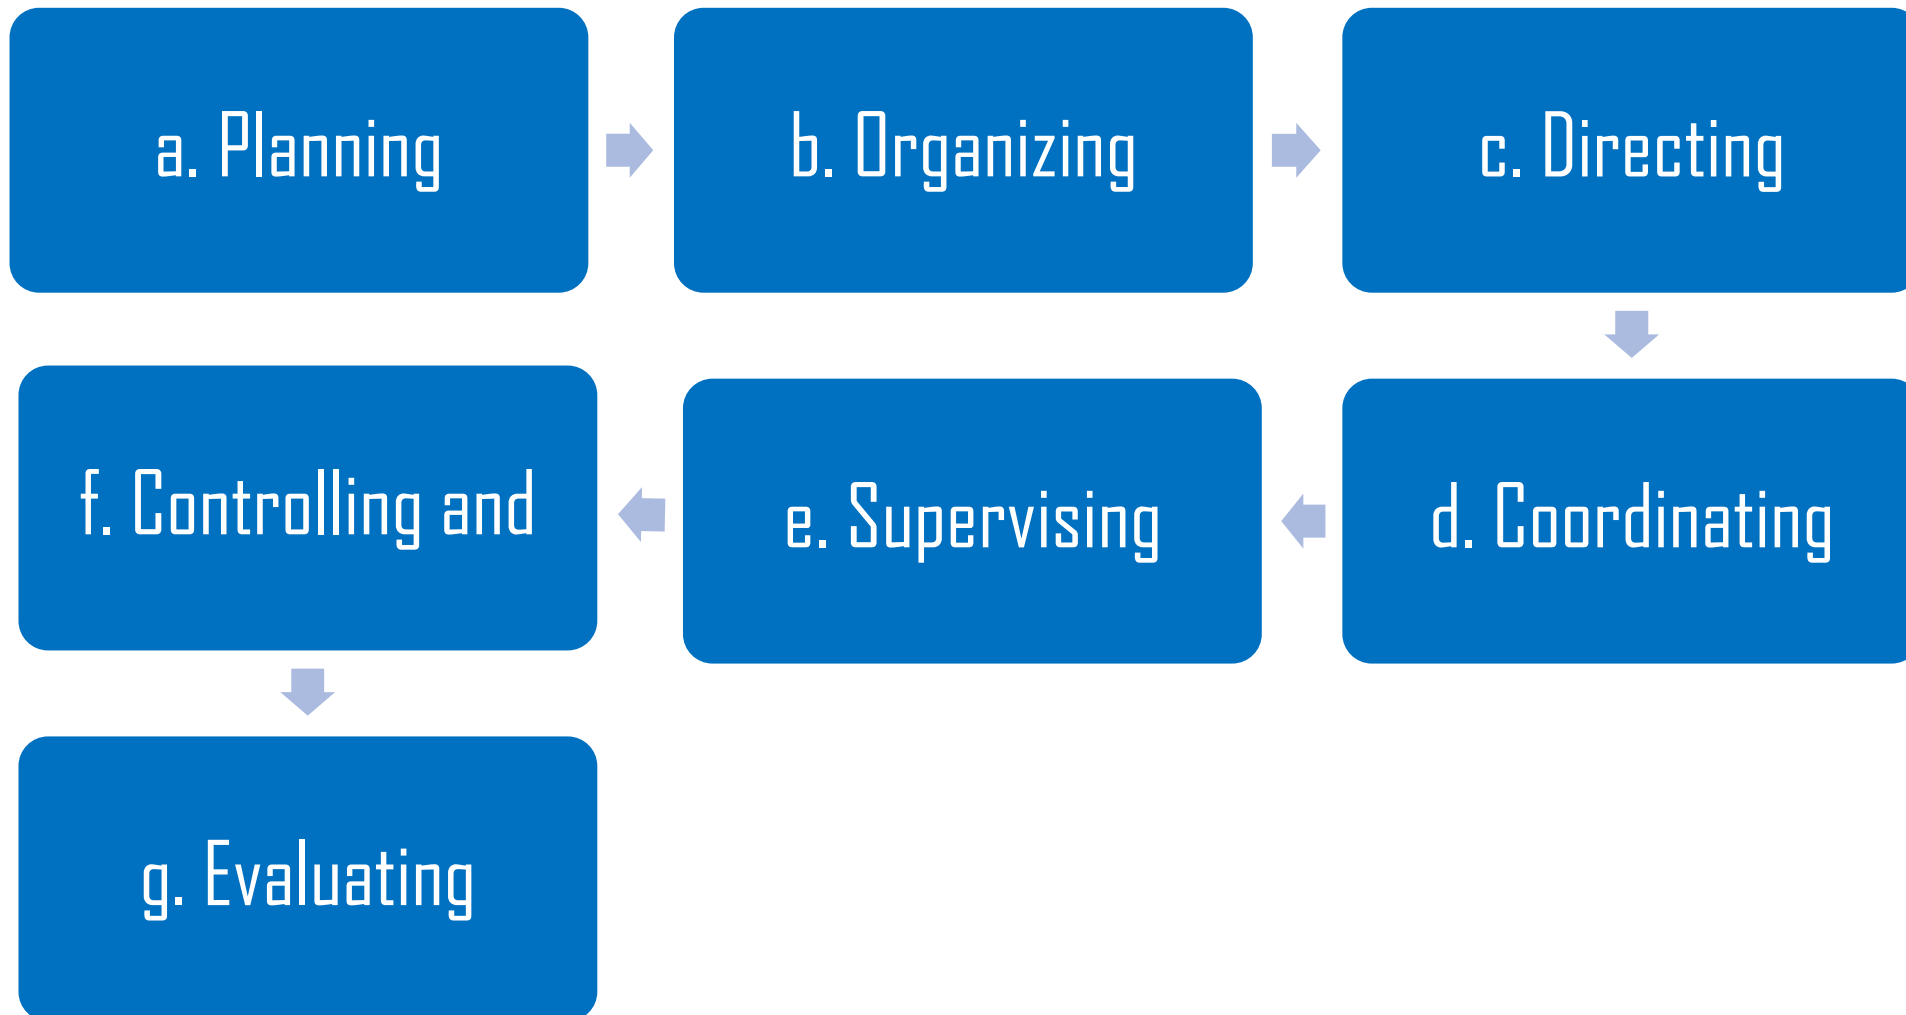 a. Planning
b. Organizing
c. Directing
d. Coordinating
e. Supervising
f. Controlling and
g. Evaluating